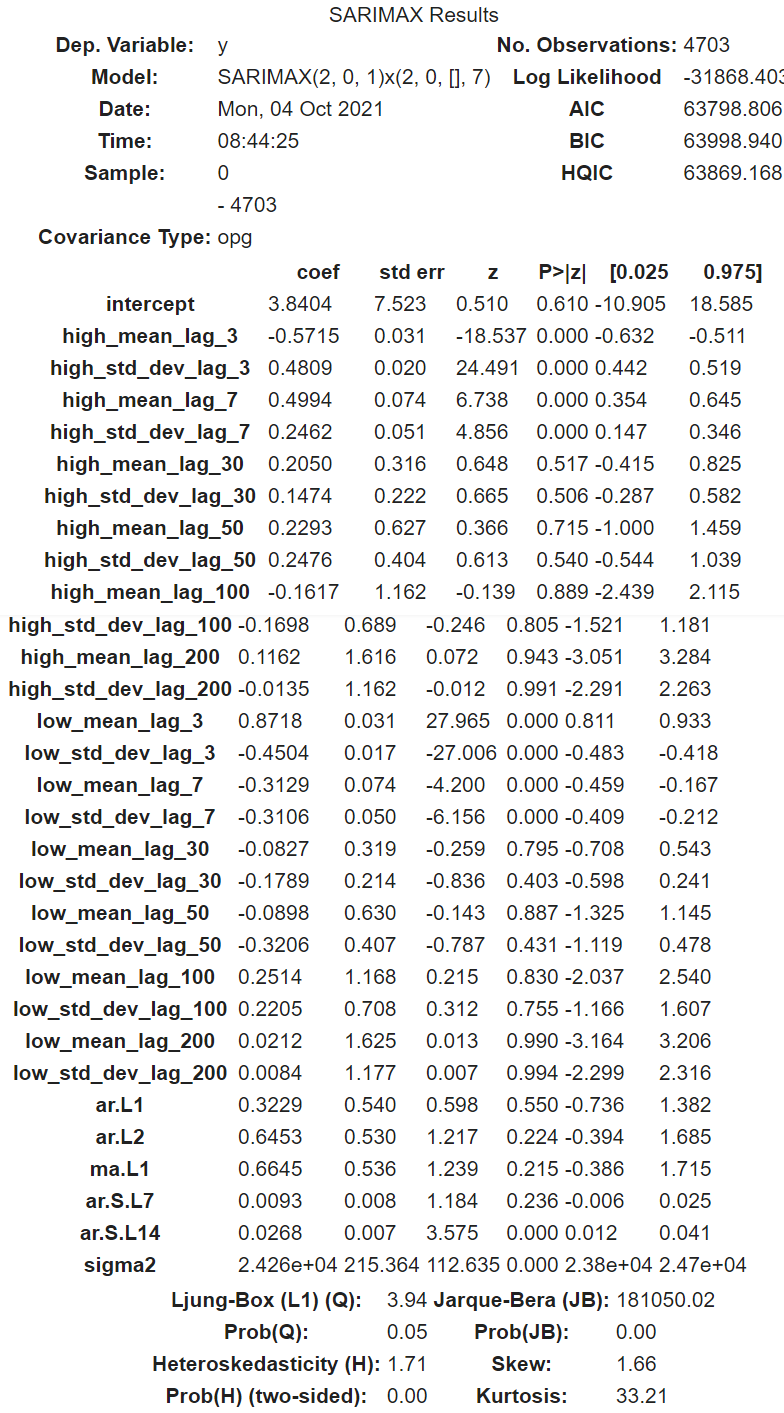 SARIMAX Results
Dep. Variable: y No. Observations: 4703
Model: SARIMAX(2, 0, 1)x(2, 0, [], 7) Log Likelihood -31868.403
Date: Mon, 04 Oct 2021 AIC 63798.806
Time: 08:44:25 BIC 63998.940
Sample: 0 HQIC 63869.168
- 4703
Covariance Type: opg
coef std err z P>|z| [0.025 0.975]
intercept 3.8404 7.523 0.510 0.610 -10.905 18.585
high_mean_lag_3 -0.5715 0.031 -18.537 0.000 -0.632 -0.511
high_std_dev_lag_3 0.4809 0.020 24.491 0.000 0.442 0.519
high_mean_lag_7 0.4994 0.074 6.738 0.000 0.354 0.645
high_std_dev_lag_7 0.2462 0.051 4.856 0.000 0.147 0.346
high_mean_lag_30 0.2050 0.316 0.648 0.517 -0.415 0.825
high_std_dev_lag_30 0.1474 0.222 0.665 0.506 -0.287 0.582
high_mean_lag_50 0.2293 0.627 0.366 0.715 -1.000 1.459
high_std_dev_lag_50 0.2476 0.404 0.613 0.540 -0.544 1.039
high_mean_lag_100 -0.1617 1.162 -0.139 0.889 -2.439 2.115
high_std_dev_lag_100 -0.1698 0.689 -0.246 0.805 -1.521 1.181
high_mean_lag_200 0.1162 1.616 0.072 0.943 -3.051 3.284
high_std_dev_lag_200 -0.0135 1.162 -0.012 0.991 -2.291 2.263
low_mean_lag_3 0.8718 0.031 27.965 0.000 0.811 0.933
low_std_dev_lag_3 -0.4504 0.017 -27.006 0.000 -0.483 -0.418
low_mean_lag_7 -0.3129 0.074 -4.200 0.000 -0.459 -0.167
low_std_dev_lag_7 -0.3106 0.050 -6.156 0.000 -0.409 -0.212
low_mean_lag_30 -0.0827 0.319 -0.259 0.795 -0.708 0.543
low_std_dev_lag_30 -0.1789 0.214 -0.836 0.403 -0.598 0.241
low_mean_lag_50 -0.0898 0.630 -0.143 0.887 -1.325 1.145
low_std_dev_lag_50 -0.3206 0.407 -0.787 0.431 -1.119 0.478
low_mean_lag_100 0.2514 1.168 0.215 0.830 -2.037 2.540
low_std_dev_lag_100 0.2205 0.708 0.312 0.755 -1.166 1.607
low_mean_lag_200 0.0212 1.625 0.013 0.990 -3.164 3.206
low_std_dev_lag_200 0.0084 1.177 0.007 0.994 -2.299 2.316
ar.L1 0.3229 0.540 0.598 0.550 -0.736 1.382
ar.L2 0.6453 0.530 1.217 0.224 -0.394 1.685
ma.L1 0.6645 0.536 1.239 0.215 -0.386 1.715
ar.S.L7 0.0093 0.008 1.184 0.236 -0.006 0.025
ar.S.L14 0.0268 0.007 3.575 0.000 0.012 0.041
sigma2 2.426e+04 215.364 112.635 0.000 2.38e+04 2.47e+04
Ljung-Box (L1) (Q): 3.94 Jarque-Bera (JB): 181050.02
Prob(Q): 0.05 Prob(JB): 0.00
Heteroskedasticity (H): 1.71 Skew: 1.66
Prob(H) (two-sided): 0.00 Kurtosis: 33.21